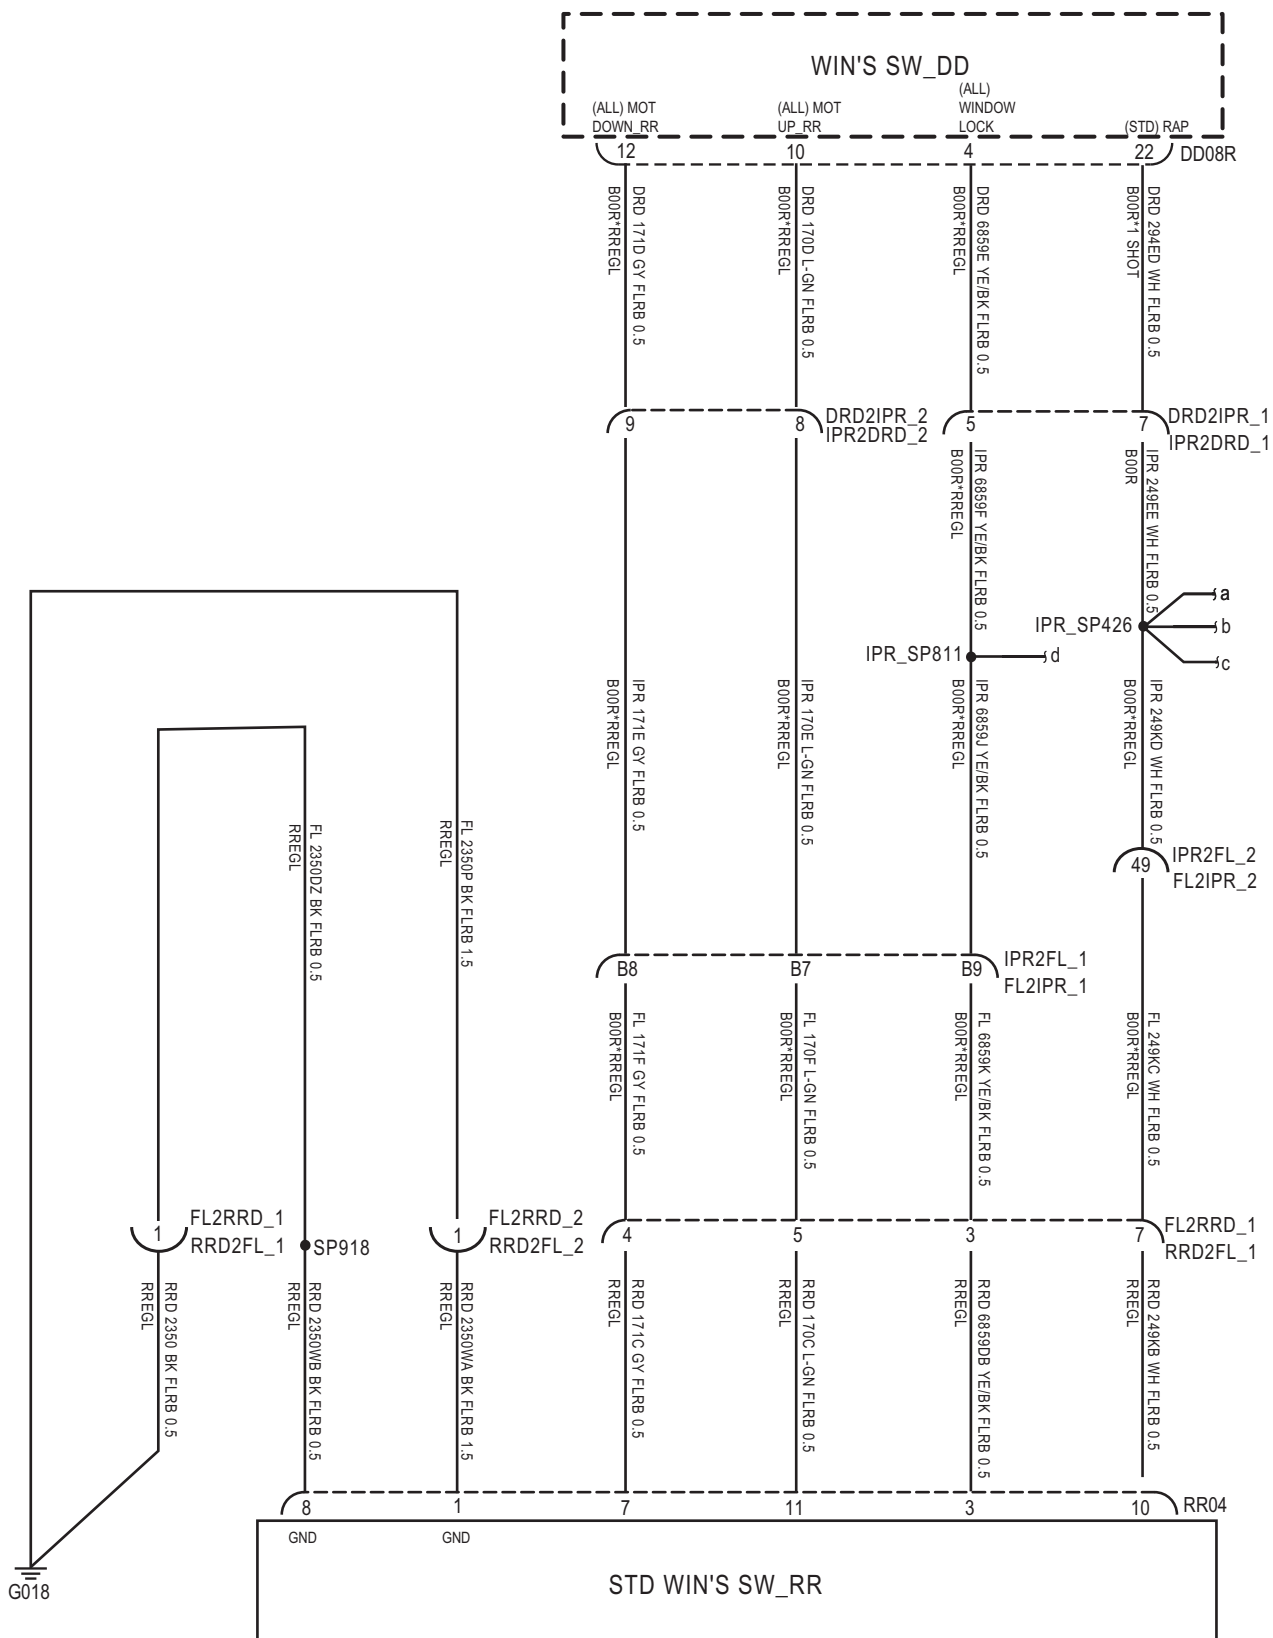 WIN'S SW_DD
(ALL) MOT
DOWN_RR
(ALL) MOT
UP_RR
(ALL)
WINDOW
LOCK
(STD) RAP
12
10
4
22
DD08R
DRD 171D GY FLRB 0.5
B00R*RREGL
DRD 170D L-GN FLRB 0.5
B00R*RREGL
DRD 6859E YE/BK FLRB 0.5
B00R*RREGL
DRD 294ED WH FLRB 0.5
B00R*1 SHOT
9
8
DRD2IPR_2
IPR2DRD_2
5
7
DRD2IPR_1
IPR2DRD_1
IPR 6859F YE/BK FLRB 0.5
B00R*RREGL
IPR 249EE WH FLRB 0.5
B00R
a
IPR_SP426
b
IPR_SP811
d
c
IPR 171E GY FLRB 0.5
B00R*RREGL
IPR 170E L-GN FLRB 0.5
B00R*RREGL
IPR 6859J YE/BK FLRB 0.5
B00R*RREGL
IPR 249KD WH FLRB 0.5
B00R*RREGL
FL 2350DZ BK FLRB 0.5
RREGL
FL 2350P BK FLRB 1.5
RREGL
49
IPR2FL_2
FL2IPR_2
B8
B7
B9
IPR2FL_1
FL2IPR_1
FL 171F GY FLRB 0.5
B00R*RREGL
FL 170F L-GN FLRB 0.5
B00R*RREGL
FL 6859K YE/BK FLRB 0.5
B00R*RREGL
FL 249KC WH FLRB 0.5
B00R*RREGL
1
FL2RRD_1
RRD2FL_1
SP918
1
FL2RRD_2
RRD2FL_2
4
5
3
7
FL2RRD_1
RRD2FL_1
RRD 2350 BK FLRB 0.5
RREGL
RRD 2350WB BK FLRB 0.5
RREGL
RRD 2350WA BK FLRB 1.5
RREGL
RRD 171C GY FLRB 0.5
RREGL
RRD 170C L-GN FLRB 0.5
RREGL
RRD 6859DB YE/BK FLRB 0.5
RREGL
RRD 249KB WH FLRB 0.5
RREGL
8
1
7
11
3
10
RR04
GND
GND
G018
STD WIN'S SW_RR